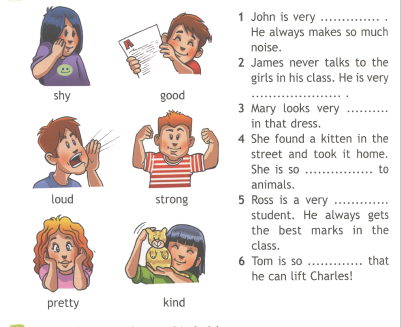 shy
good
loud
strong
pretty
kind
1 John is very .............. .
He always makes so much
noise.
2 James never talks to the
girls in his class. He is very
..................... .
3 Mary looks very ..........
in that dress.
4 She found a kitten in the
street and took it home.
She is so ................ to
animals.
5 Ross is a very .............
student. He always gets
the best marks in the
class.
6 Tom is so ............. that
he can lift Charles!